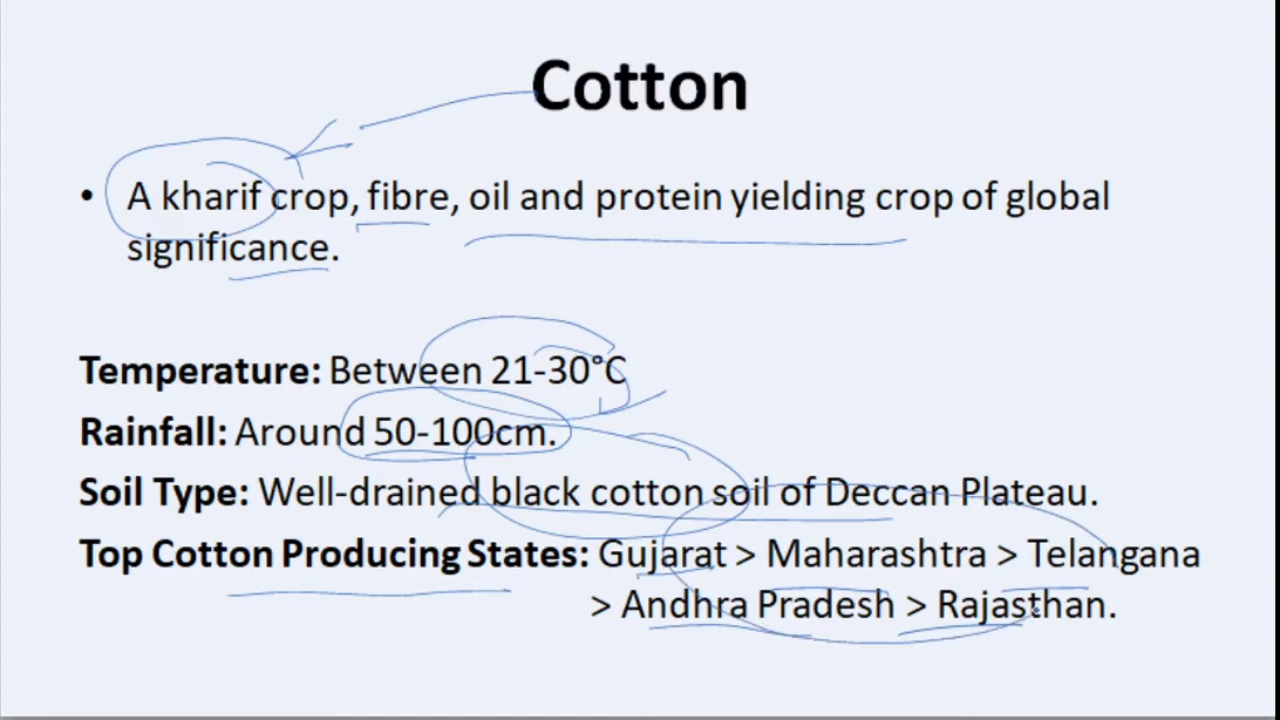 Cotton
• A kharif crop, fibre, oil and protein yielding crop of global
significance.
Temperature: Between 21-30°C
Rainfall: Around 50-100cm.
Soil Type: Well-drained black cotton soil of Deccan Plateau.
Top Cotton Producing States: Gujarat > Maharashtra > Telangana
> Andhra Pradesh > Rajasthan.